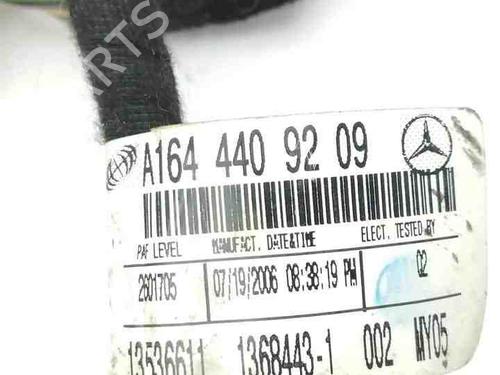 PARTS
A164 440 92 09
PAF LEVEL MANUFACT. DATE&TIME ELECT. TESTED BY
2601705 07/19/2006 08:38:19 PM 02
13536611 1368443-1 002 MY05